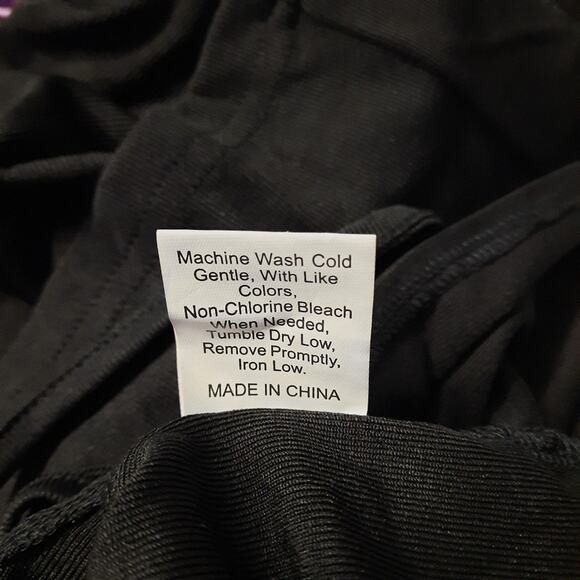 Machine Wash Cold
Gentle, With Like
Colors,
Non-Chlorine Bleach
When Needed,
Tumble Dry Low,
Remove Promptly,
Iron Low.
MADE IN CHINA